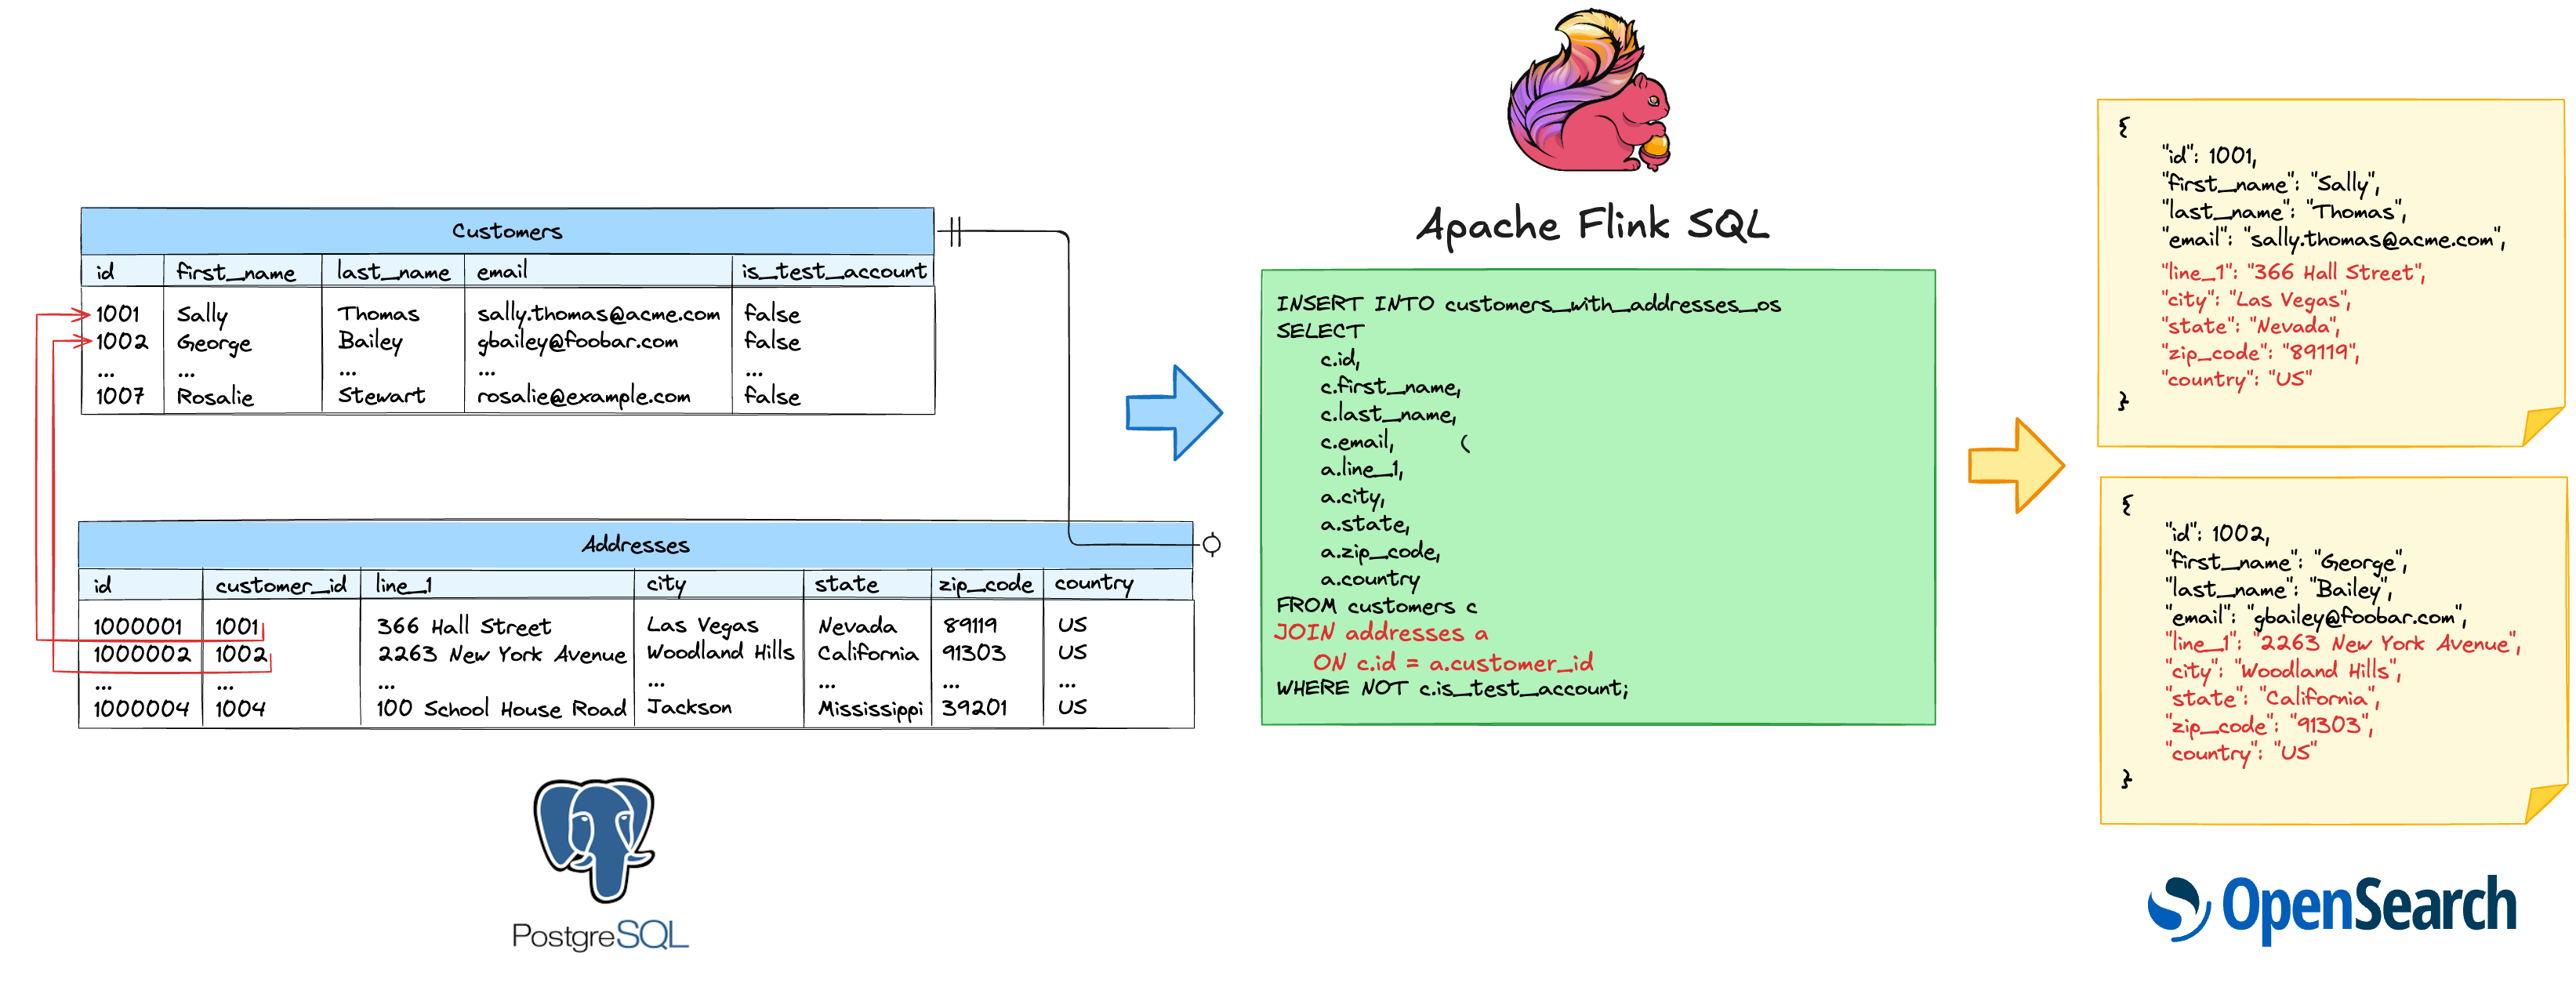 Customers
id first_name last_name email is_test_account
1001 Sally Thomas sally.thomas@acme.com false
1002 George Bailey gbailey@foobar.com false
... ... ... ... ...
1007 Rosalie Stewart rosalie@example.com false
Addresses
id customer_id line_1 city state zip_code country
1000001 1001 366 Hall Street Las Vegas Nevada 89119 US
1000002 1002 2263 New York Avenue Woodland Hills California 91303 US
... ... ... ... ... ... ...
1000004 1004 100 School House Road Jackson Mississippi 39201 US
PostgreSQL
Apache Flink SQL
INSERT INTO customers_with_addresses_os
SELECT
c.id,
c.first_name,
c.last_name,
c.email, (
a.line_1,
a.city,
a.state,
a.zip_code,
a.country
FROM customers c
JOIN addresses a
ON c.id = a.customer_id
WHERE NOT c.is_test_account;
{
"id": 1001,
"first_name": "Sally",
"last_name": "Thomas",
"email": "sally.thomas@acme.com",
"line_1": "366 Hall Street",
"city": "Las Vegas",
"state": "Nevada",
"zip_code": "89119",
"country": "US"
}
{
"id": 1002,
"first_name": "George",
"last_name": "Bailey",
"email": "gbailey@foobar.com",
"line_1": "2263 New York Avenue",
"city": "Woodland Hills",
"state": "California",
"zip_code": "91303",
"country": "US"
}
OpenSearch